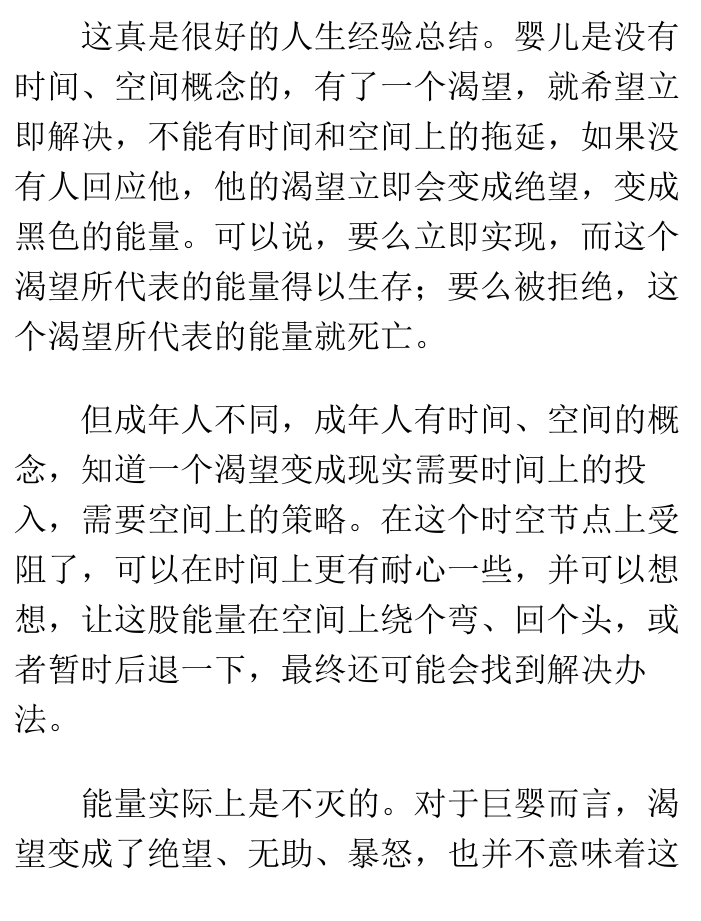 这真是很好的人生经验总结。婴儿是没有
时间、空间概念的，有了一个渴望，就希望立
即解决，不能有时间和空间上的拖延，如果没
有人回应他，他的渴望立即会变成绝望，变成
黑色的能量。可以说，要么立即实现，而这个
渴望所代表的能量得以生存；要么被拒绝，这
个渴望所代表的能量就死亡。
但成年人不同，成年人有时间、空间的概
念，知道一个渴望变成现实需要时间上的投
入，需要空间上的策略。在这个时空节点上受
阻了，可以在时间上更有耐心一些，并可以想
想，让这股能量在空间上绕个弯、回个头，或
者暂时后退一下，最终还可能会找到解决办
法。
能量实际上是不灭的。对于巨婴而言，渴
望变成了绝望、无助、暴怒，也并不意味着这